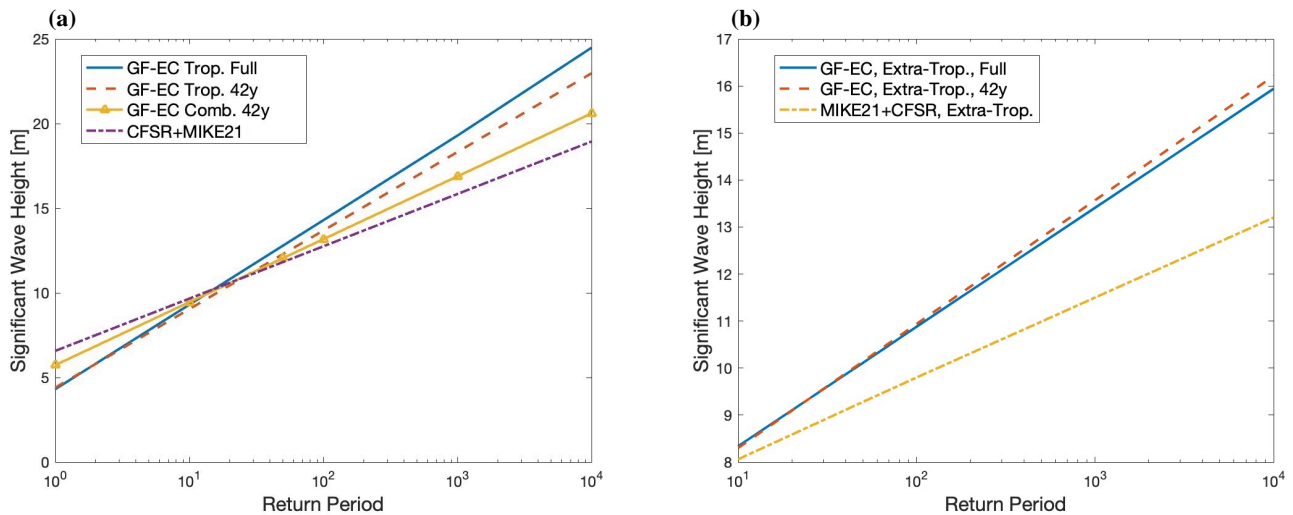 (a)
25
20
15
10
5
0
Significant Wave Height [m]
GF-EC Trop. Full
GF-EC Trop. 42y
GF-EC Comb. 42y
CFSR+MIKE21
10^0
10^1
10^2
10^3
10^4
Return Period
(b)
17
16
15
14
13
12
11
10
9
8
Significant Wave Height [m]
GF-EC, Extra-Trop., Full
GF-EC, Extra-Trop., 42y
MIKE21+CFSR, Extra-Trop.
10^1
10^2
10^3
10^4
Return Period